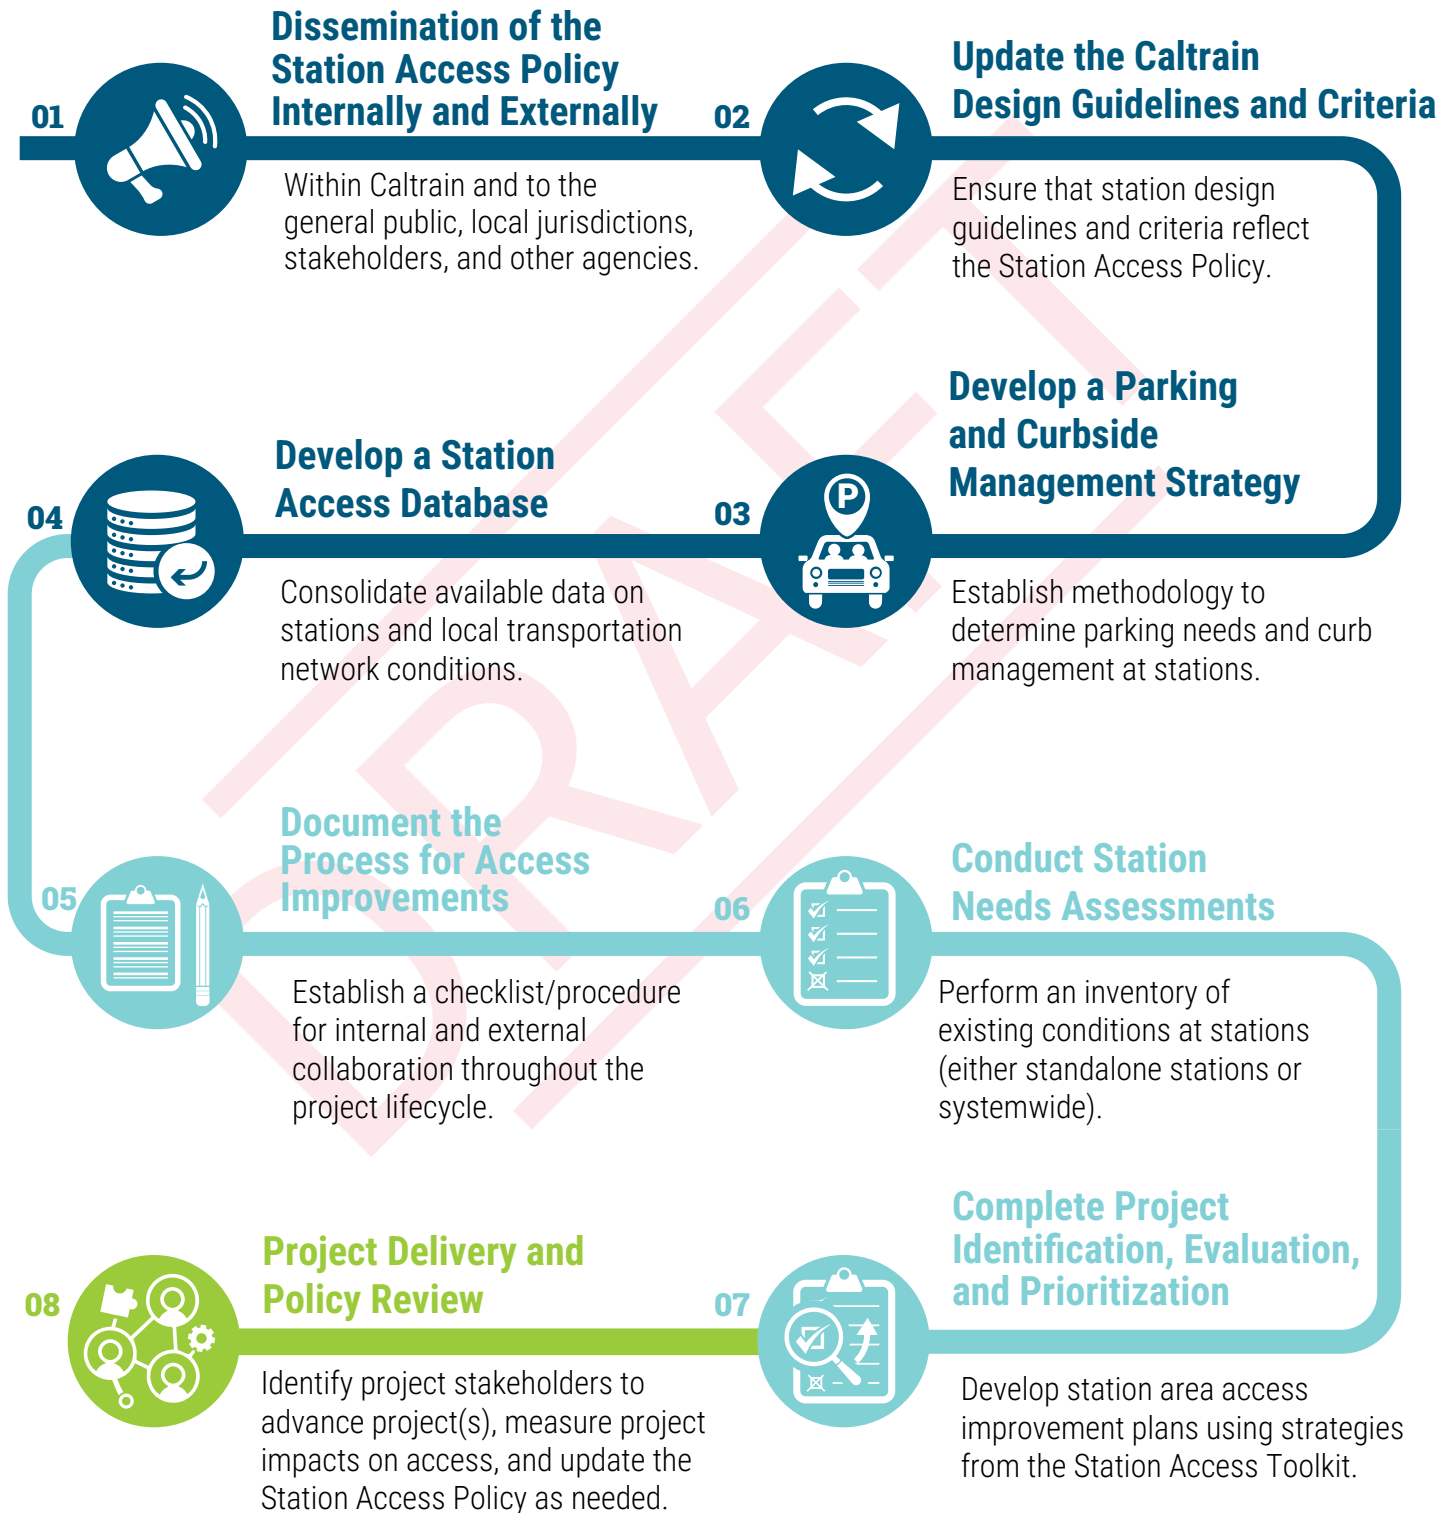 01
Dissemination of the
Station Access Policy
Internally and Externally
Within Caltrain and to the
general public, local jurisdictions,
stakeholders, and other agencies.
02
Update the Caltrain
Design Guidelines and Criteria
Ensure that station design
guidelines and criteria reflect
the Station Access Policy.
03
Develop a Parking
and Curbside
Management Strategy
P
Establish methodology to
determine parking needs and curb
management at stations.
04
Develop a Station
Access Database
Consolidate available data on
stations and local transportation
network conditions.
05
Document the
Process for Access
Improvements
Establish a checklist/procedure
for internal and external
collaboration throughout the
project lifecycle.
06
Conduct Station
Needs Assessments
Perform an inventory of
existing conditions at stations
(either standalone stations or
systemwide).
07
Complete Project
Identification, Evaluation,
and Prioritization
Develop station area access
improvement plans using strategies
from the Station Access Toolkit.
08
Project Delivery and
Policy Review
Identify project stakeholders to
advance project(s), measure project
impacts on access, and update the
Station Access Policy as needed.
DRAFT